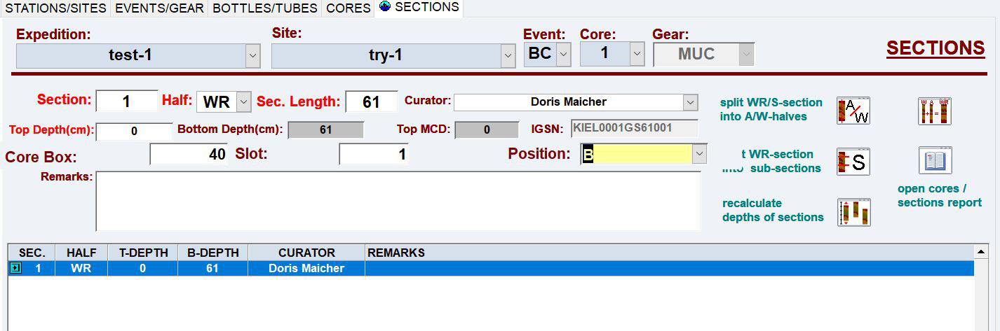 STATIONS/SITES EVENTS/GEAR BOTTLES/TUBES CORES SECTIONS
Expedition: Site: Event: Core: Gear:
test-1 try-1 BC 1 MUC SECTIONS
Section: 1 Half: WR Sec. Length: 61 Curator: Doris Maicher
split WR/S-section
into A/W-halves
A/W
W A WR
Top Depth(cm): 0 Bottom Depth(cm): 61 Top MCD: 0 IGSN: KIEL0001GS61001
Core Box: 40 Slot: 1 Position: B
t WR-section
into sub-sections
S
Remarks:
open cores /
sections report
recalculate
depths of sections
SEC. HALF T-DEPTH B-DEPTH CURATOR REMARKS
1 WR 0 61 Doris Maicher